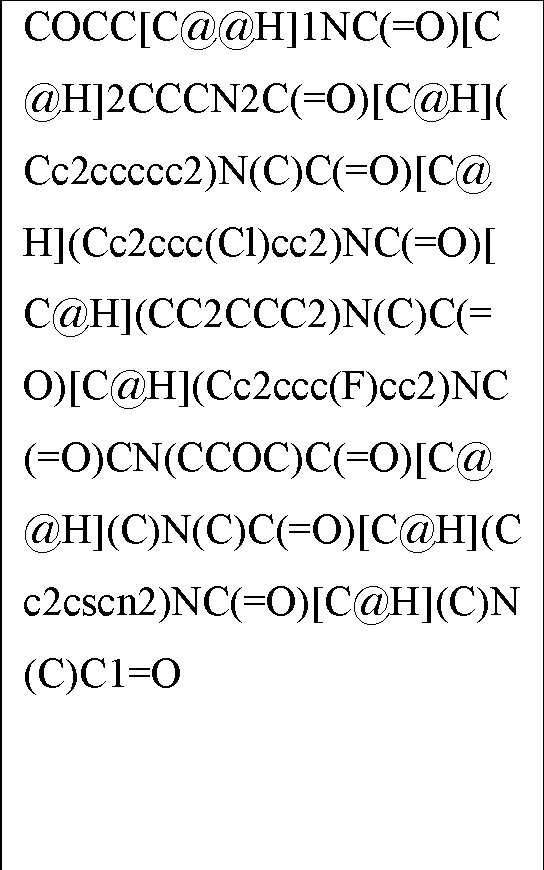 COCC[C@@H]1NC(=O)[C
@H]2CCCN2C(=O)[C@H](
Cc2ccccc2)N(C)C(=O)[C@
H](Cc2ccc(Cl)cc2)NC(=O)[
C@H](CC2CCC2)N(C)C(=
O)[C@H](Cc2ccc(F)cc2)NC
(=O)CN(CCOC)C(=O)[C@
@H](C)N(C)C(=O)[C@H](C
c2cscn2)NC(=O)[C@H](C)N
(C)C1=O